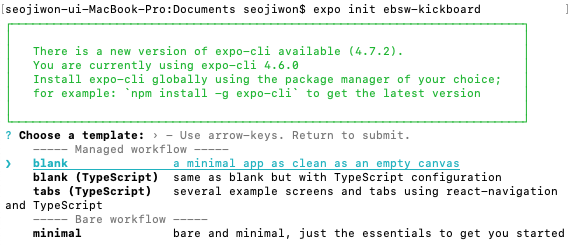 [seojiwon-ui-MacBook-Pro:Documents seojiwon$ expo init ebsw-kickboard ]
There is a new version of expo-cli available (4.7.2).
You are currently using expo-cli 4.6.0
Install expo-cli globally using the package manager of your choice;
for example: `npm install -g expo-cli` to get the latest version
? Choose a template: › - Use arrow-keys. Return to submit.
----- Managed workflow -----
❯ blank a minimal app as clean as an empty canvas
blank (TypeScript) same as blank but with TypeScript configuration
tabs (TypeScript) several example screens and tabs using react-navigation
and TypeScript
----- Bare workflow -----
minimal bare and minimal, just the essentials to get you started